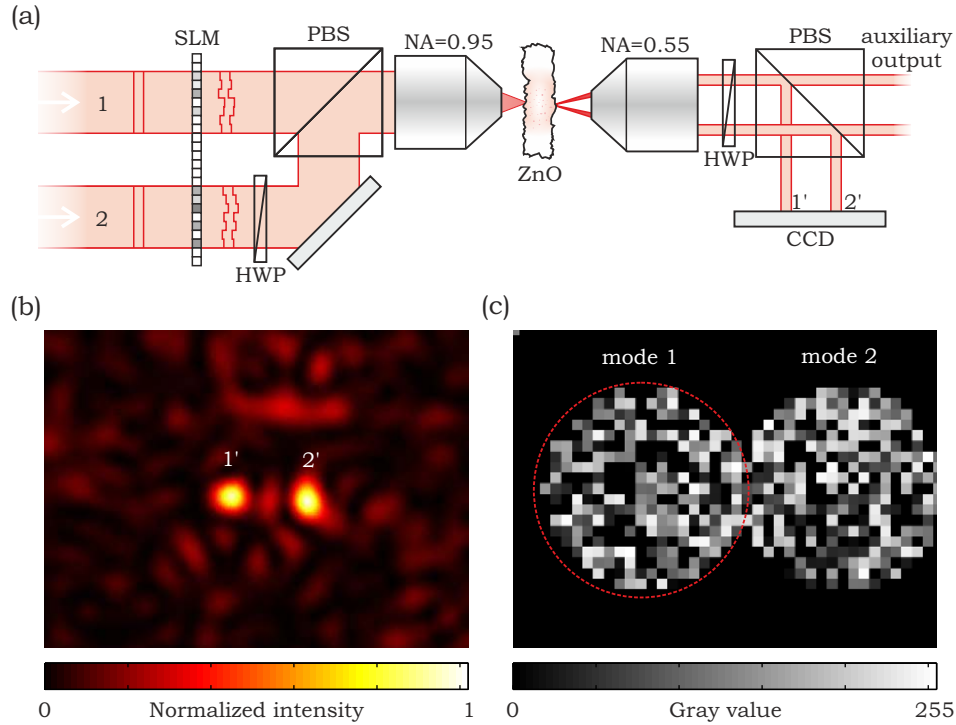 (a)
SLM
PBS
NA=0.95
NA=0.55
PBS
auxiliary
output
1
2
HWP
ZnO
HWP
1'
2'
CCD
(b)
1'
2'
0
Normalized intensity
1
(c)
mode 1
mode 2
0
Gray value
255